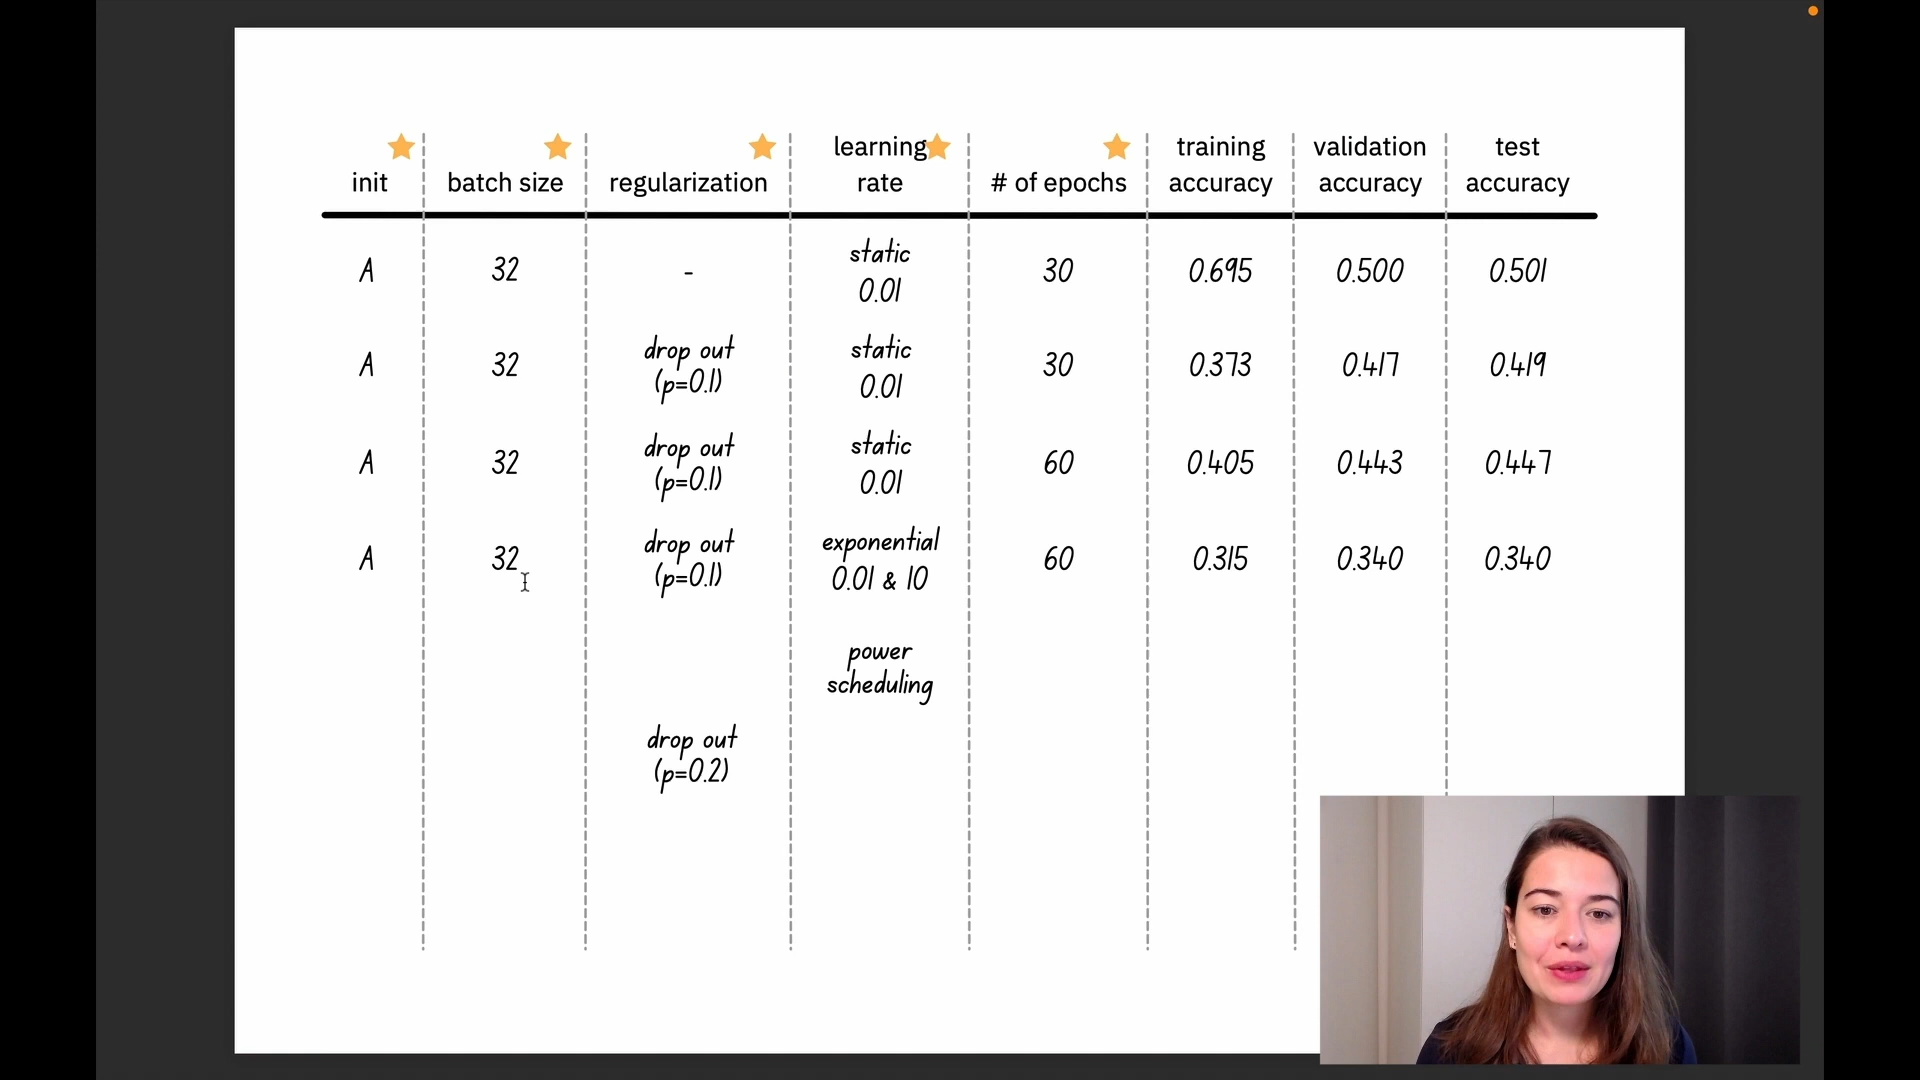 init batch size regularization learning rate # of epochs training accuracy validation accuracy test accuracy
A 32 - static 0.01 30 0.695 0.500 0.501
A 32 drop out (p=0.1) static 0.01 30 0.373 0.417 0.419
A 32 drop out (p=0.1) static 0.01 60 0.405 0.443 0.447
A 32 drop out (p=0.1) exponential 0.01 & 10 60 0.315 0.340 0.340
power scheduling
drop out (p=0.2)